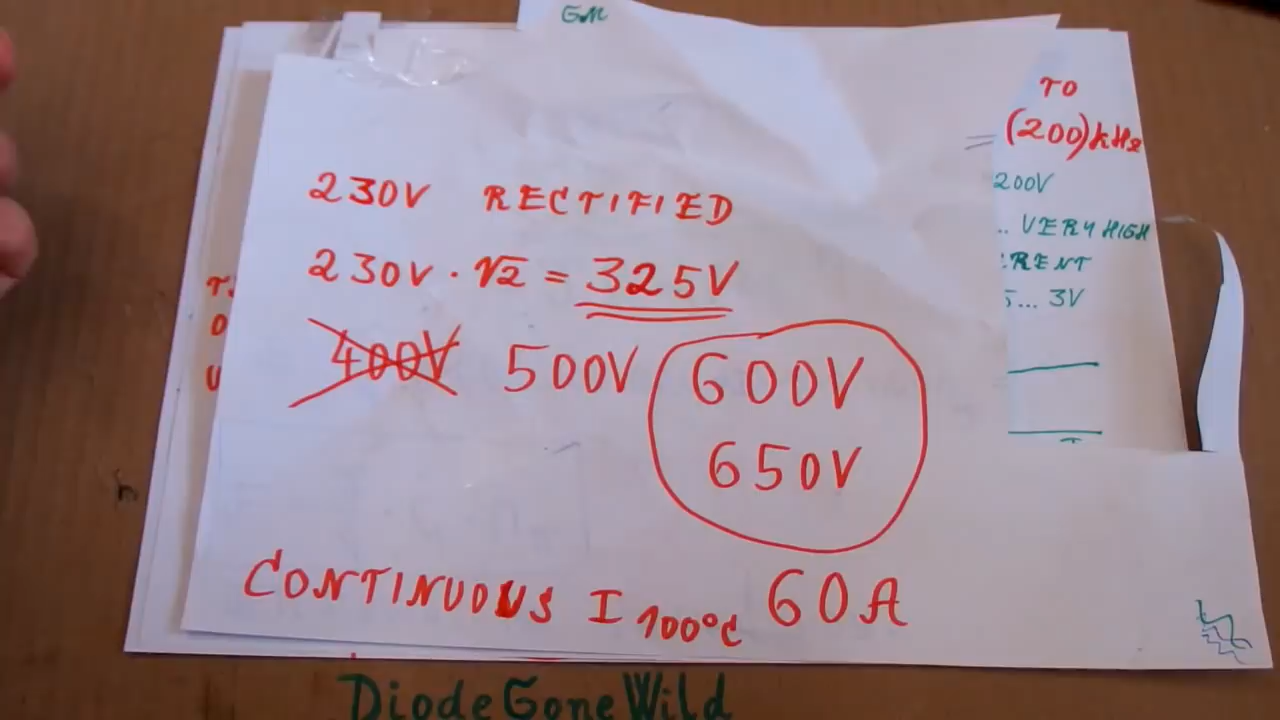 GM
TO
(200)kHz
200V
.. VERY HIGH
RENT
... 3V
230V RECTIFIED
230V · √2 = 325V
400V 500V 600V
650V
CONTINUOUS I 100°C 60A
DiodeGoneWild